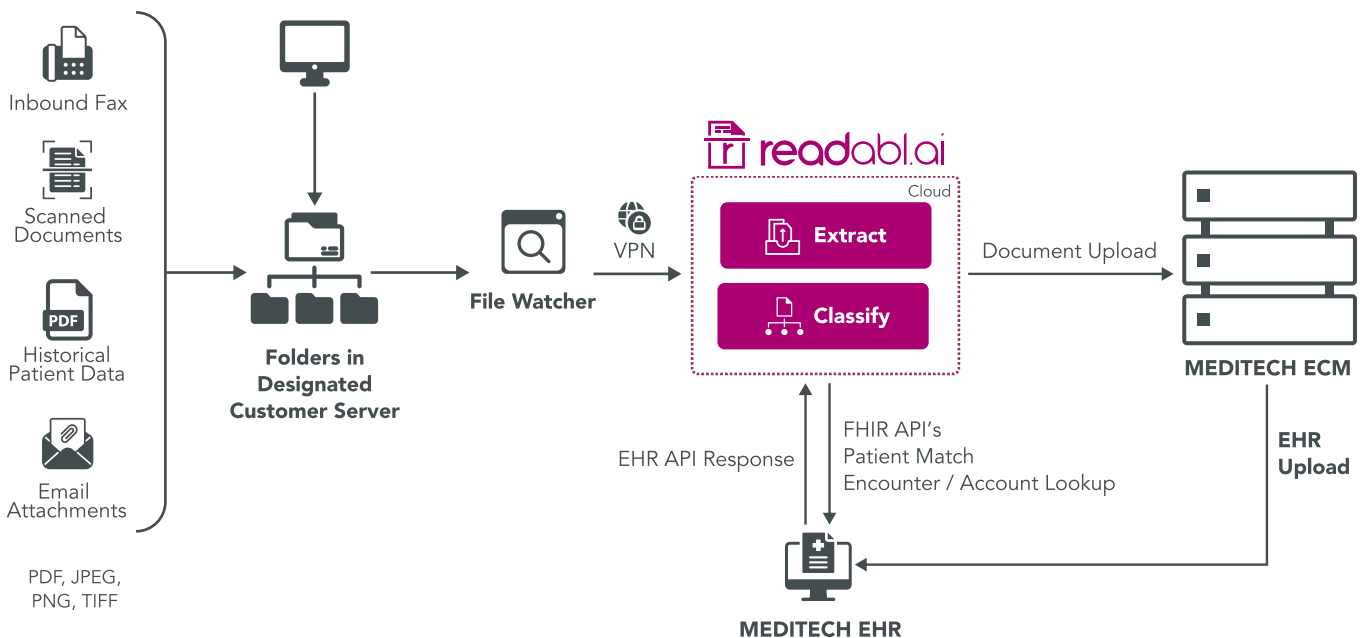 Inbound Fax
Scanned
Documents
PDF
Historical
Patient Data
Email
Attachments
PDF, JPEG,
PNG, TIFF
Folders in
Designated
Customer Server
File Watcher
VPN
r readabl.ai
Cloud
Extract
Classify
Document Upload
MEDITECH ECM
EHR API Response
FHIR API's
Patient Match
Encounter / Account Lookup
EHR
Upload
MEDITECH EHR